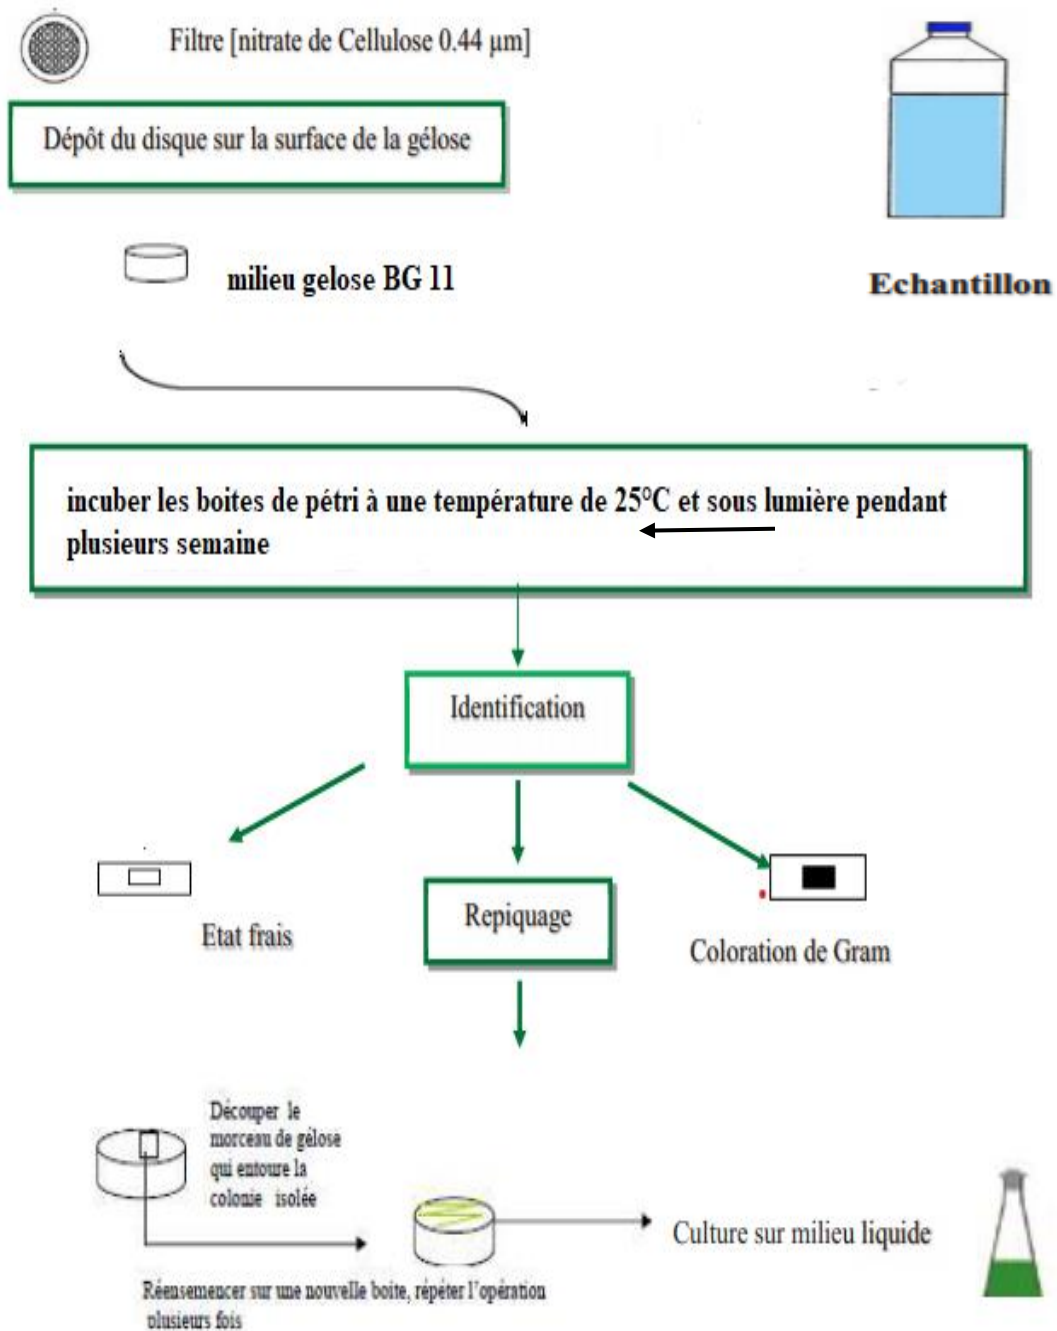 Filtre [nitrate de Cellulose 0.44 µm]
Dépôt du disque sur la surface de la gélose
milieu gelose BG 11
Echantillon
incuber les boites de pétri à une température de 25°C et sous lumière pendant
plusieurs semaine
Identification
Etat frais
Repiquage
Coloration de Gram
Découper le
morceau de gélose
qui entoure la
colonie isolée
Culture sur milieu liquide
Réensemencer sur une nouvelle boite, répéter l'opération
plusieurs fois